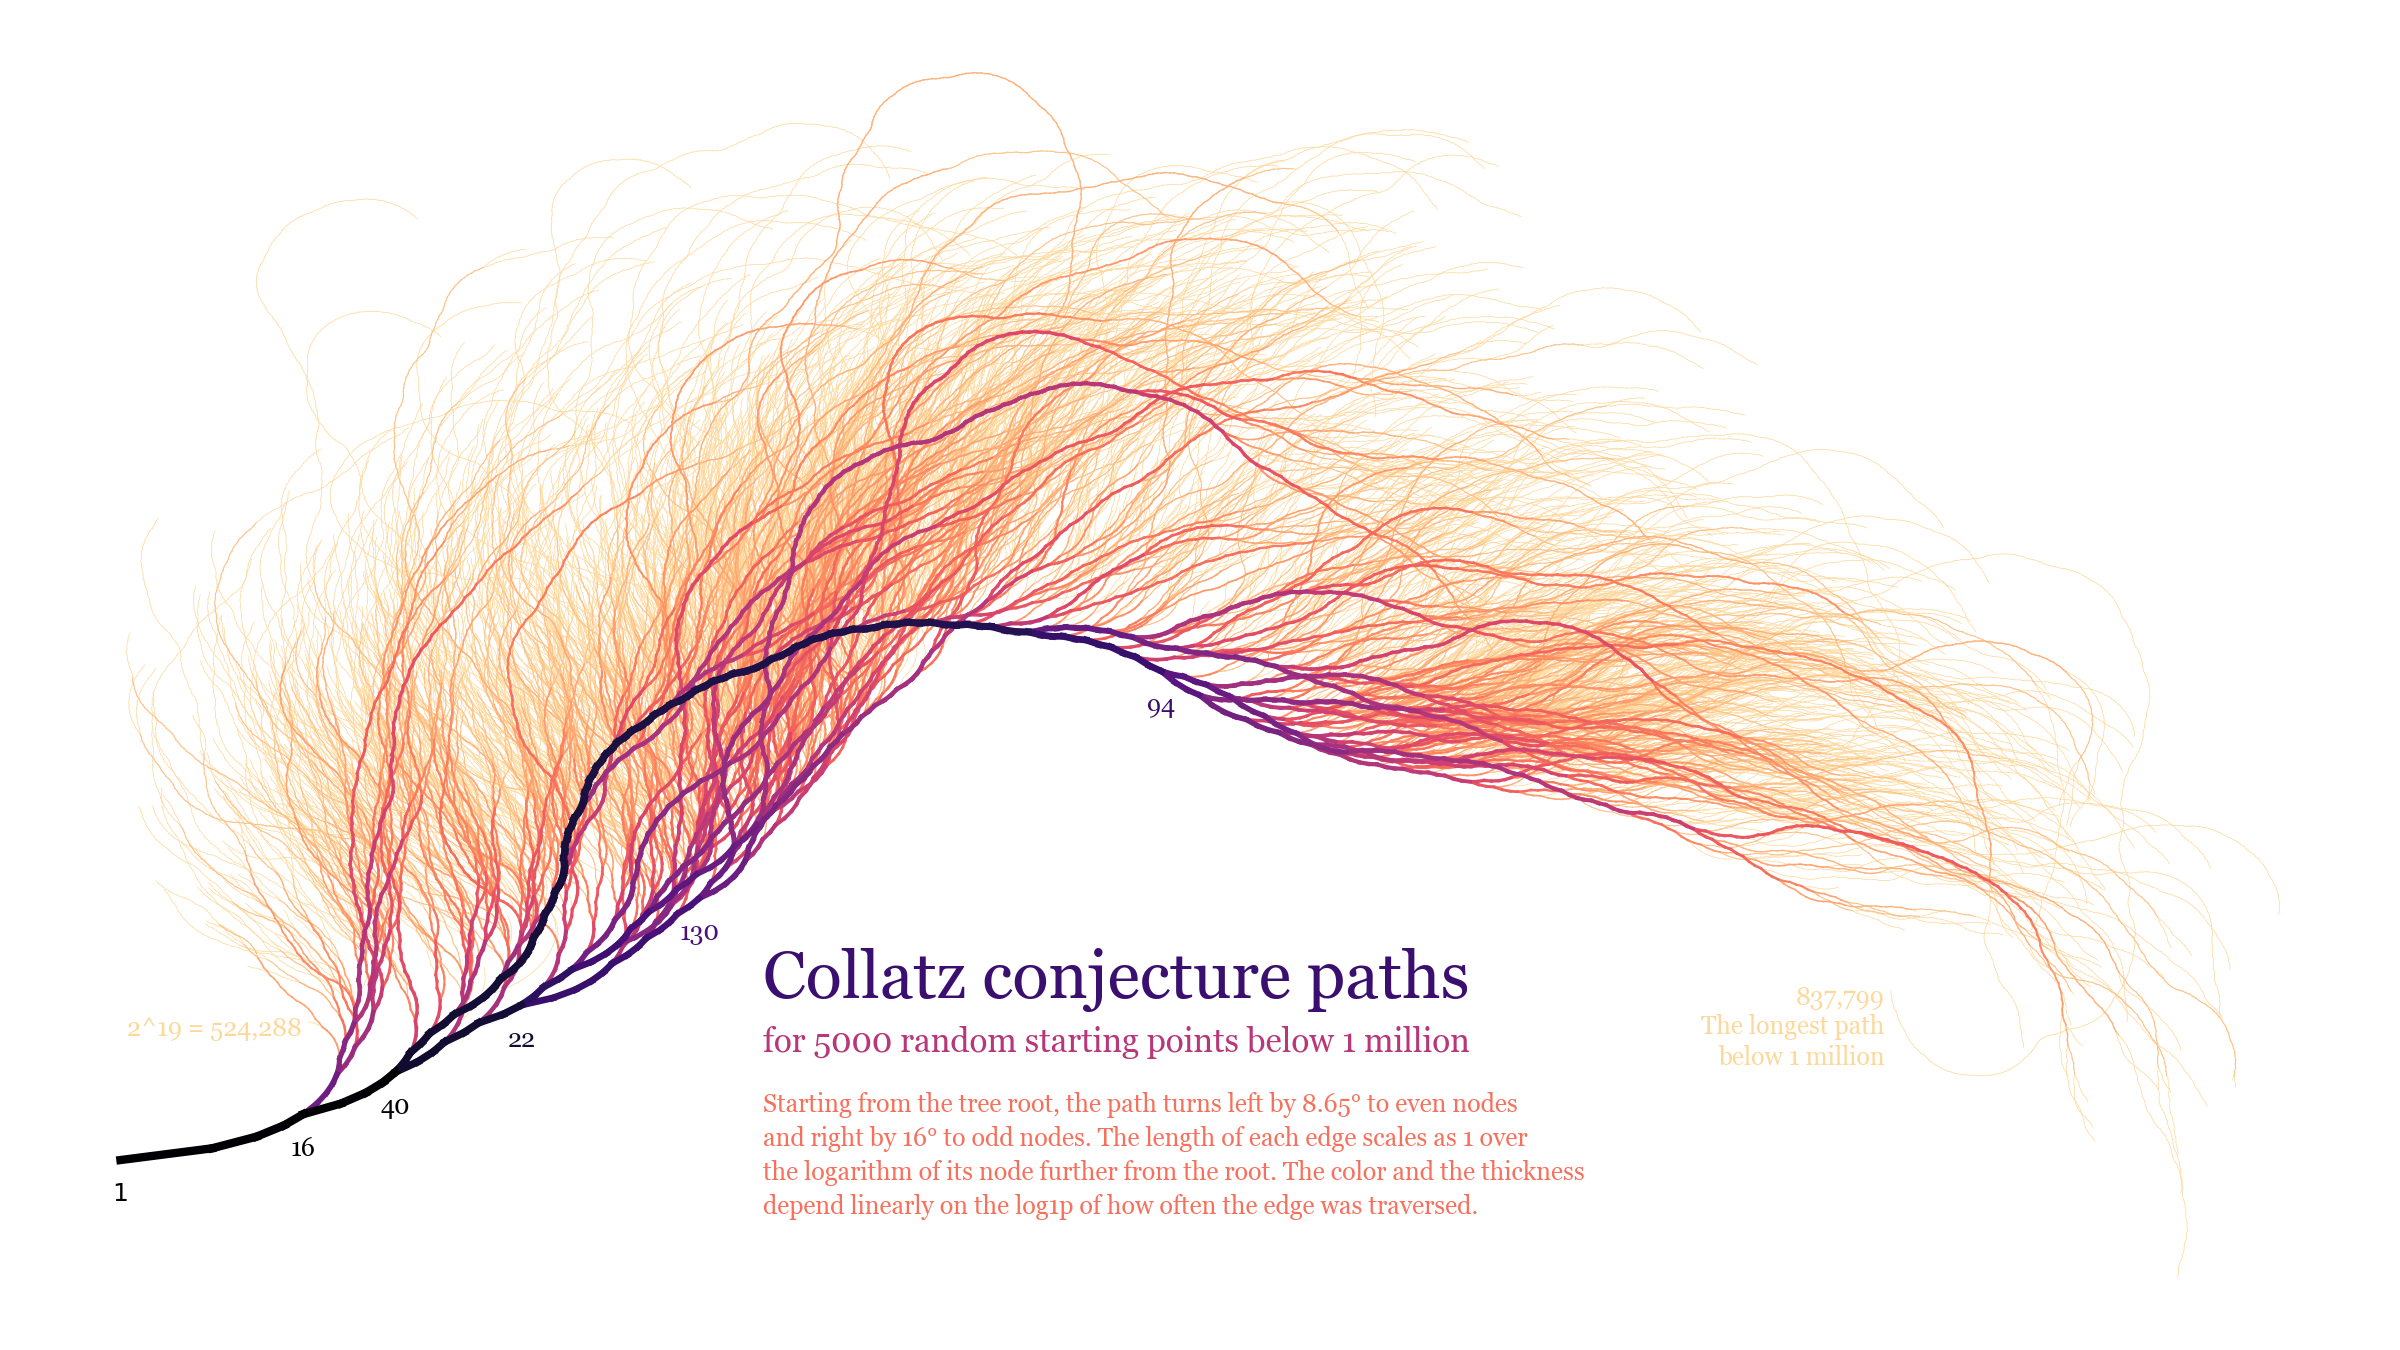 Collatz conjecture paths
for 5000 random starting points below 1 million
Starting from the tree root, the path turns left by 8.65° to even nodes
and right by 16° to odd nodes. The length of each edge scales as 1 over
the logarithm of its node further from the root. The color and the thickness
depend linearly on the log1p of how often the edge was traversed.
94
130
22
2^19 = 524,288
40
16
1
837,799
The longest path
below 1 million